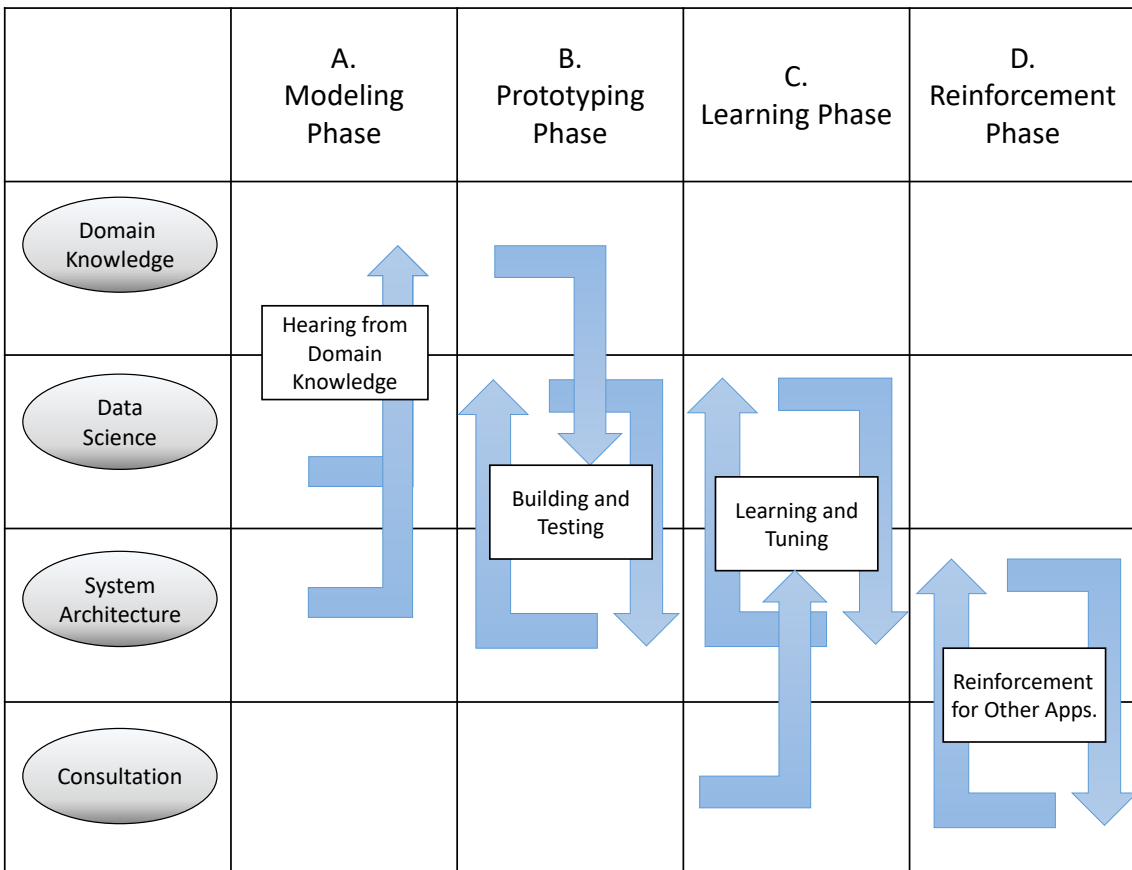 A.
Modeling
Phase
B.
Prototyping
Phase
C.
Learning Phase
D.
Reinforcement
Phase
Domain
Knowledge
Hearing from
Domain
Knowledge
Data
Science
Building and
Testing
Learning and
Tuning
System
Architecture
Reinforcement
for Other Apps.
Consultation